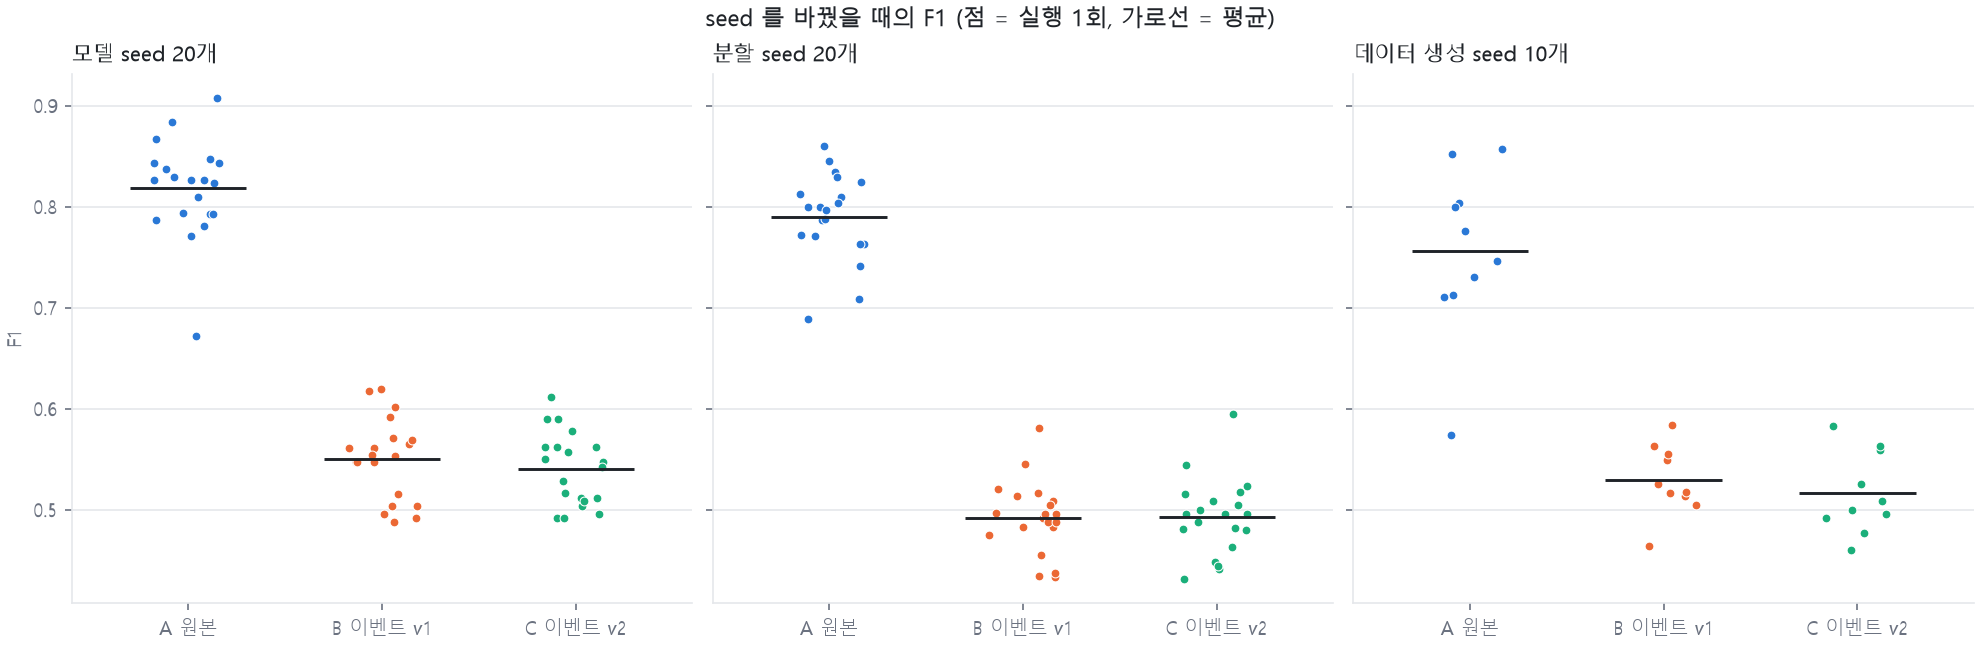 seed 를 바꿨을 때의 F1 (점 = 실행 1회, 가로선 = 평균)
모델 seed 20개
분할 seed 20개
데이터 생성 seed 10개
F1
0.9
0.8
0.7
0.6
0.5
A 원본
B 이벤트 v1
C 이벤트 v2
A 원본
B 이벤트 v1
C 이벤트 v2
A 원본
B 이벤트 v1
C 이벤트 v2